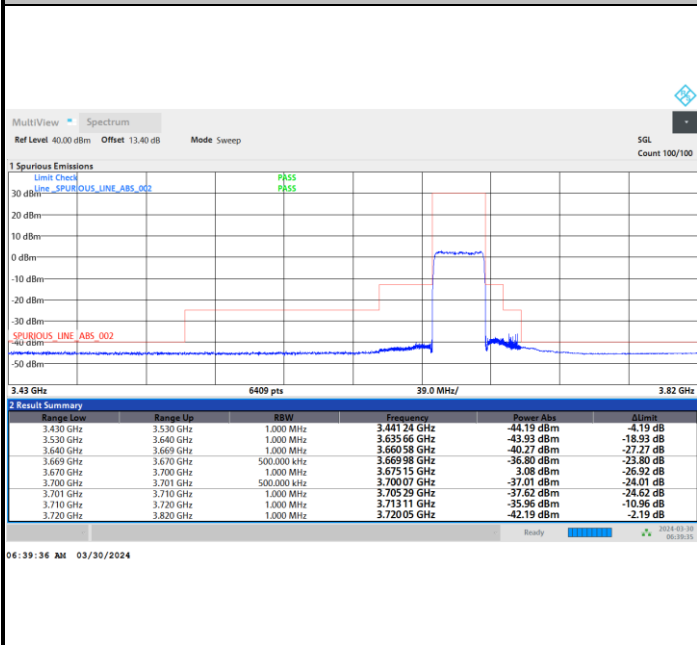 MultiView Spectrum
Ref Level 40.00 dBm Offset 13.40 dB Mode Sweep SGL
Count 100/100
1 Spurious Emissions
Limit Check PASS
Line _SPURIOUS_LINE_ABS_002 PASS
30 dBm
20 dBm
10 dBm
0 dBm
-10 dBm
-20 dBm
-30 dBm
SPURIOUS_LINE_ABS_002
-40 dBm
-50 dBm
3.43 GHz 6409 pts 39.0 MHz/ 3.82 GHz
2 Result Summary
Range Low Range Up RBW Frequency Power Abs ΔLimit
3.430 GHz 3.530 GHz 1.000 MHz 3.441 24 GHz -44.19 dBm -4.19 dB
3.530 GHz 3.640 GHz 1.000 MHz 3.635 66 GHz -43.93 dBm -18.93 dB
3.640 GHz 3.669 GHz 1.000 MHz 3.660 58 GHz -40.27 dBm -27.27 dB
3.669 GHz 3.670 GHz 500.000 kHz 3.669 98 GHz -36.80 dBm -23.80 dB
3.670 GHz 3.700 GHz 1.000 MHz 3.675 15 GHz 3.08 dBm -26.92 dB
3.700 GHz 3.701 GHz 500.000 kHz 3.700 07 GHz -37.01 dBm -24.01 dB
3.701 GHz 3.710 GHz 1.000 MHz 3.705 29 GHz -37.62 dBm -24.62 dB
3.710 GHz 3.720 GHz 1.000 MHz 3.713 11 GHz -35.96 dBm -10.96 dB
3.720 GHz 3.820 GHz 1.000 MHz 3.720 05 GHz -42.19 dBm -2.19 dB
Ready 2024-03-30
06:39:35
06:39:36 AM 03/30/2024